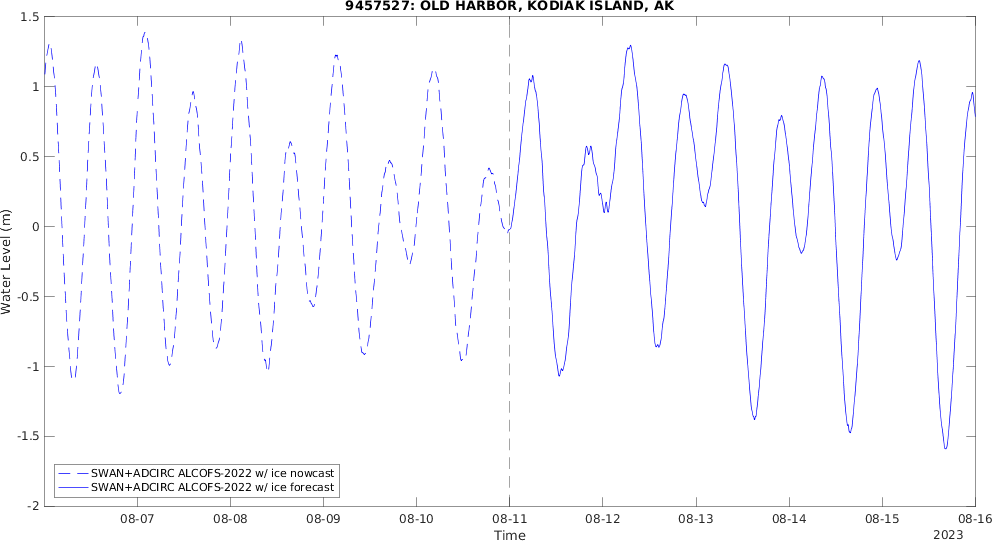 9457527: OLD HARBOR, KODIAK ISLAND, AK
1.5
1
0.5
0
-0.5
-1
-1.5
-2
Water Level (m)
SWAN+ADCIRC ALCOFS-2022 w/ ice nowcast
SWAN+ADCIRC ALCOFS-2022 w/ ice forecast
08-07 08-08 08-09 08-10 08-11 08-12 08-13 08-14 08-15 08-16
Time
2023